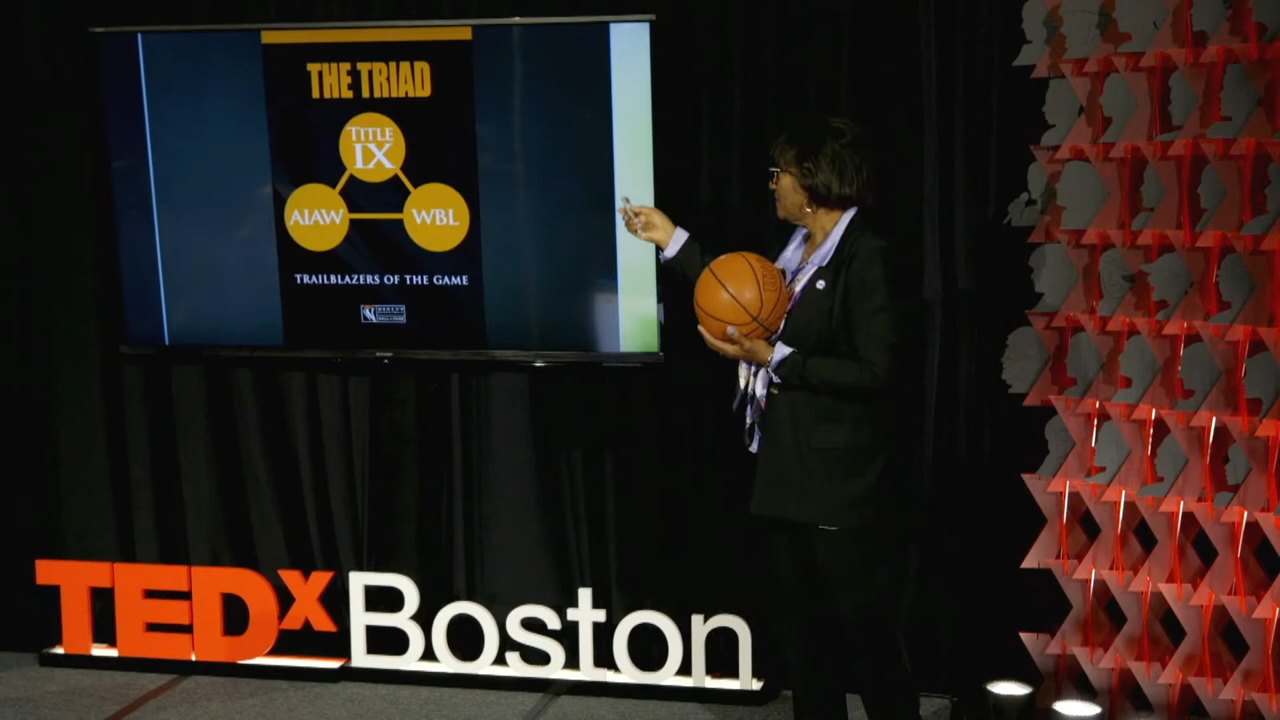 THE TRIAD
TITLE
IX
AIAW
WBL
TRAILBLAZERS OF THE GAME
TEDxBoston